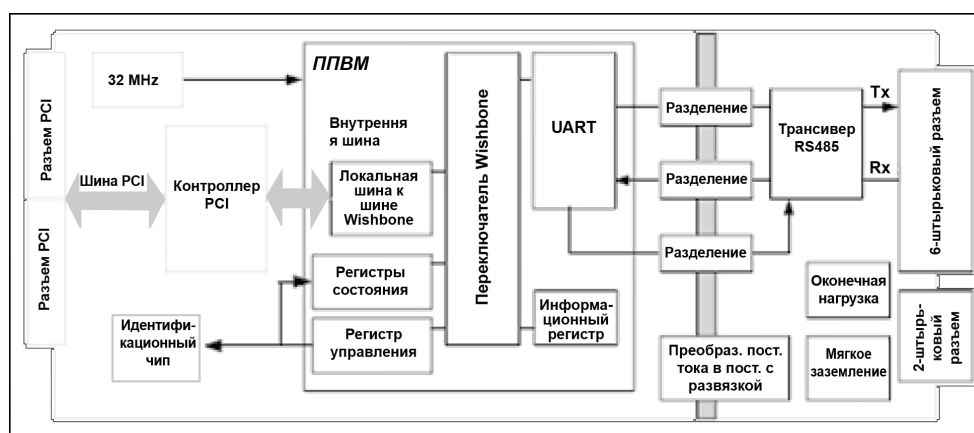 Разъем PCI
Разъем PCI
Шина PCI
32 MHz
Контроллер
PCI
Идентифи-
кационный
чип
ППВМ
Внутрення
я шина
Локальная
шина к
шине
Wishbone
Регистры
состояния
Регистр
управления
Переключатель Wishbone
UART
Информа-
ционный
регистр
Разделение
Разделение
Разделение
Преобраз. пост.
тока в пост. с
развязкой
Трансивер
RS485
Tx
Rx
Оконечная
нагрузка
Мягкое
заземление
6-штырьковый разъем
2-штырь-
ковый
разъем